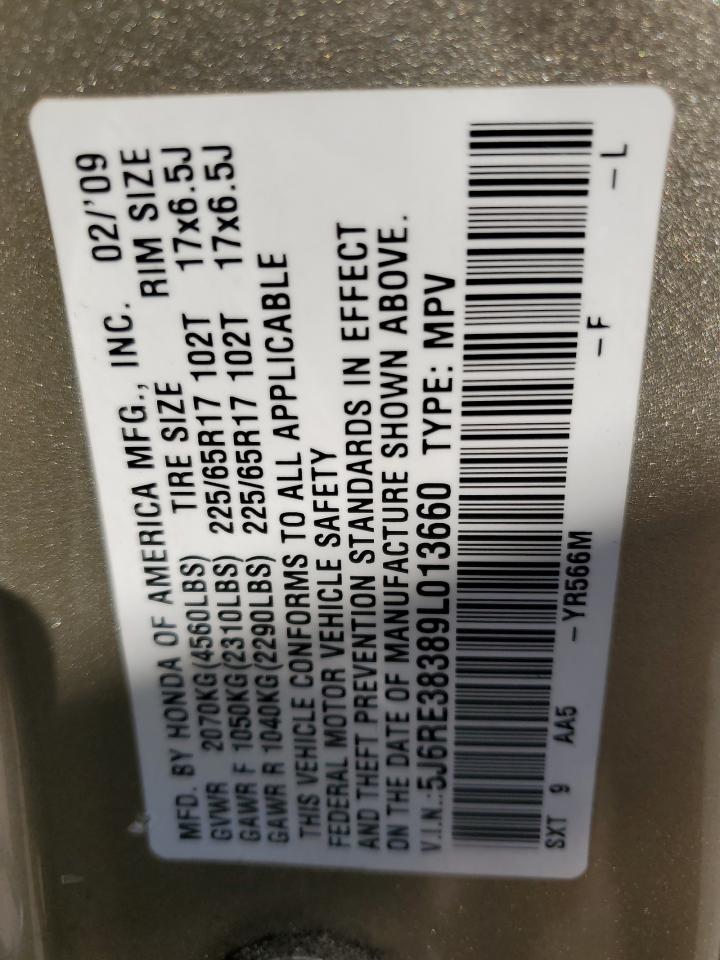 MFD. BY HONDA OF AMERICA MFG., INC. 02/'09
GVWR 2070KG(4560LBS) TIRE SIZE RIM SIZE
GAWR F 1050KG(2310LBS) 225/65R17 102T 17x6.5J
GAWR R 1040KG(2290LBS) 225/65R17 102T 17x6.5J
THIS VEHICLE CONFORMS TO ALL APPLICABLE
FEDERAL MOTOR VEHICLE SAFETY
AND THEFT PREVENTION STANDARDS IN EFFECT
ON THE DATE OF MANUFACTURE SHOWN ABOVE.
V.I.N.:5J6RE38389L013660 TYPE: MPV
SXT 9 AA5 -YR566M -F -L